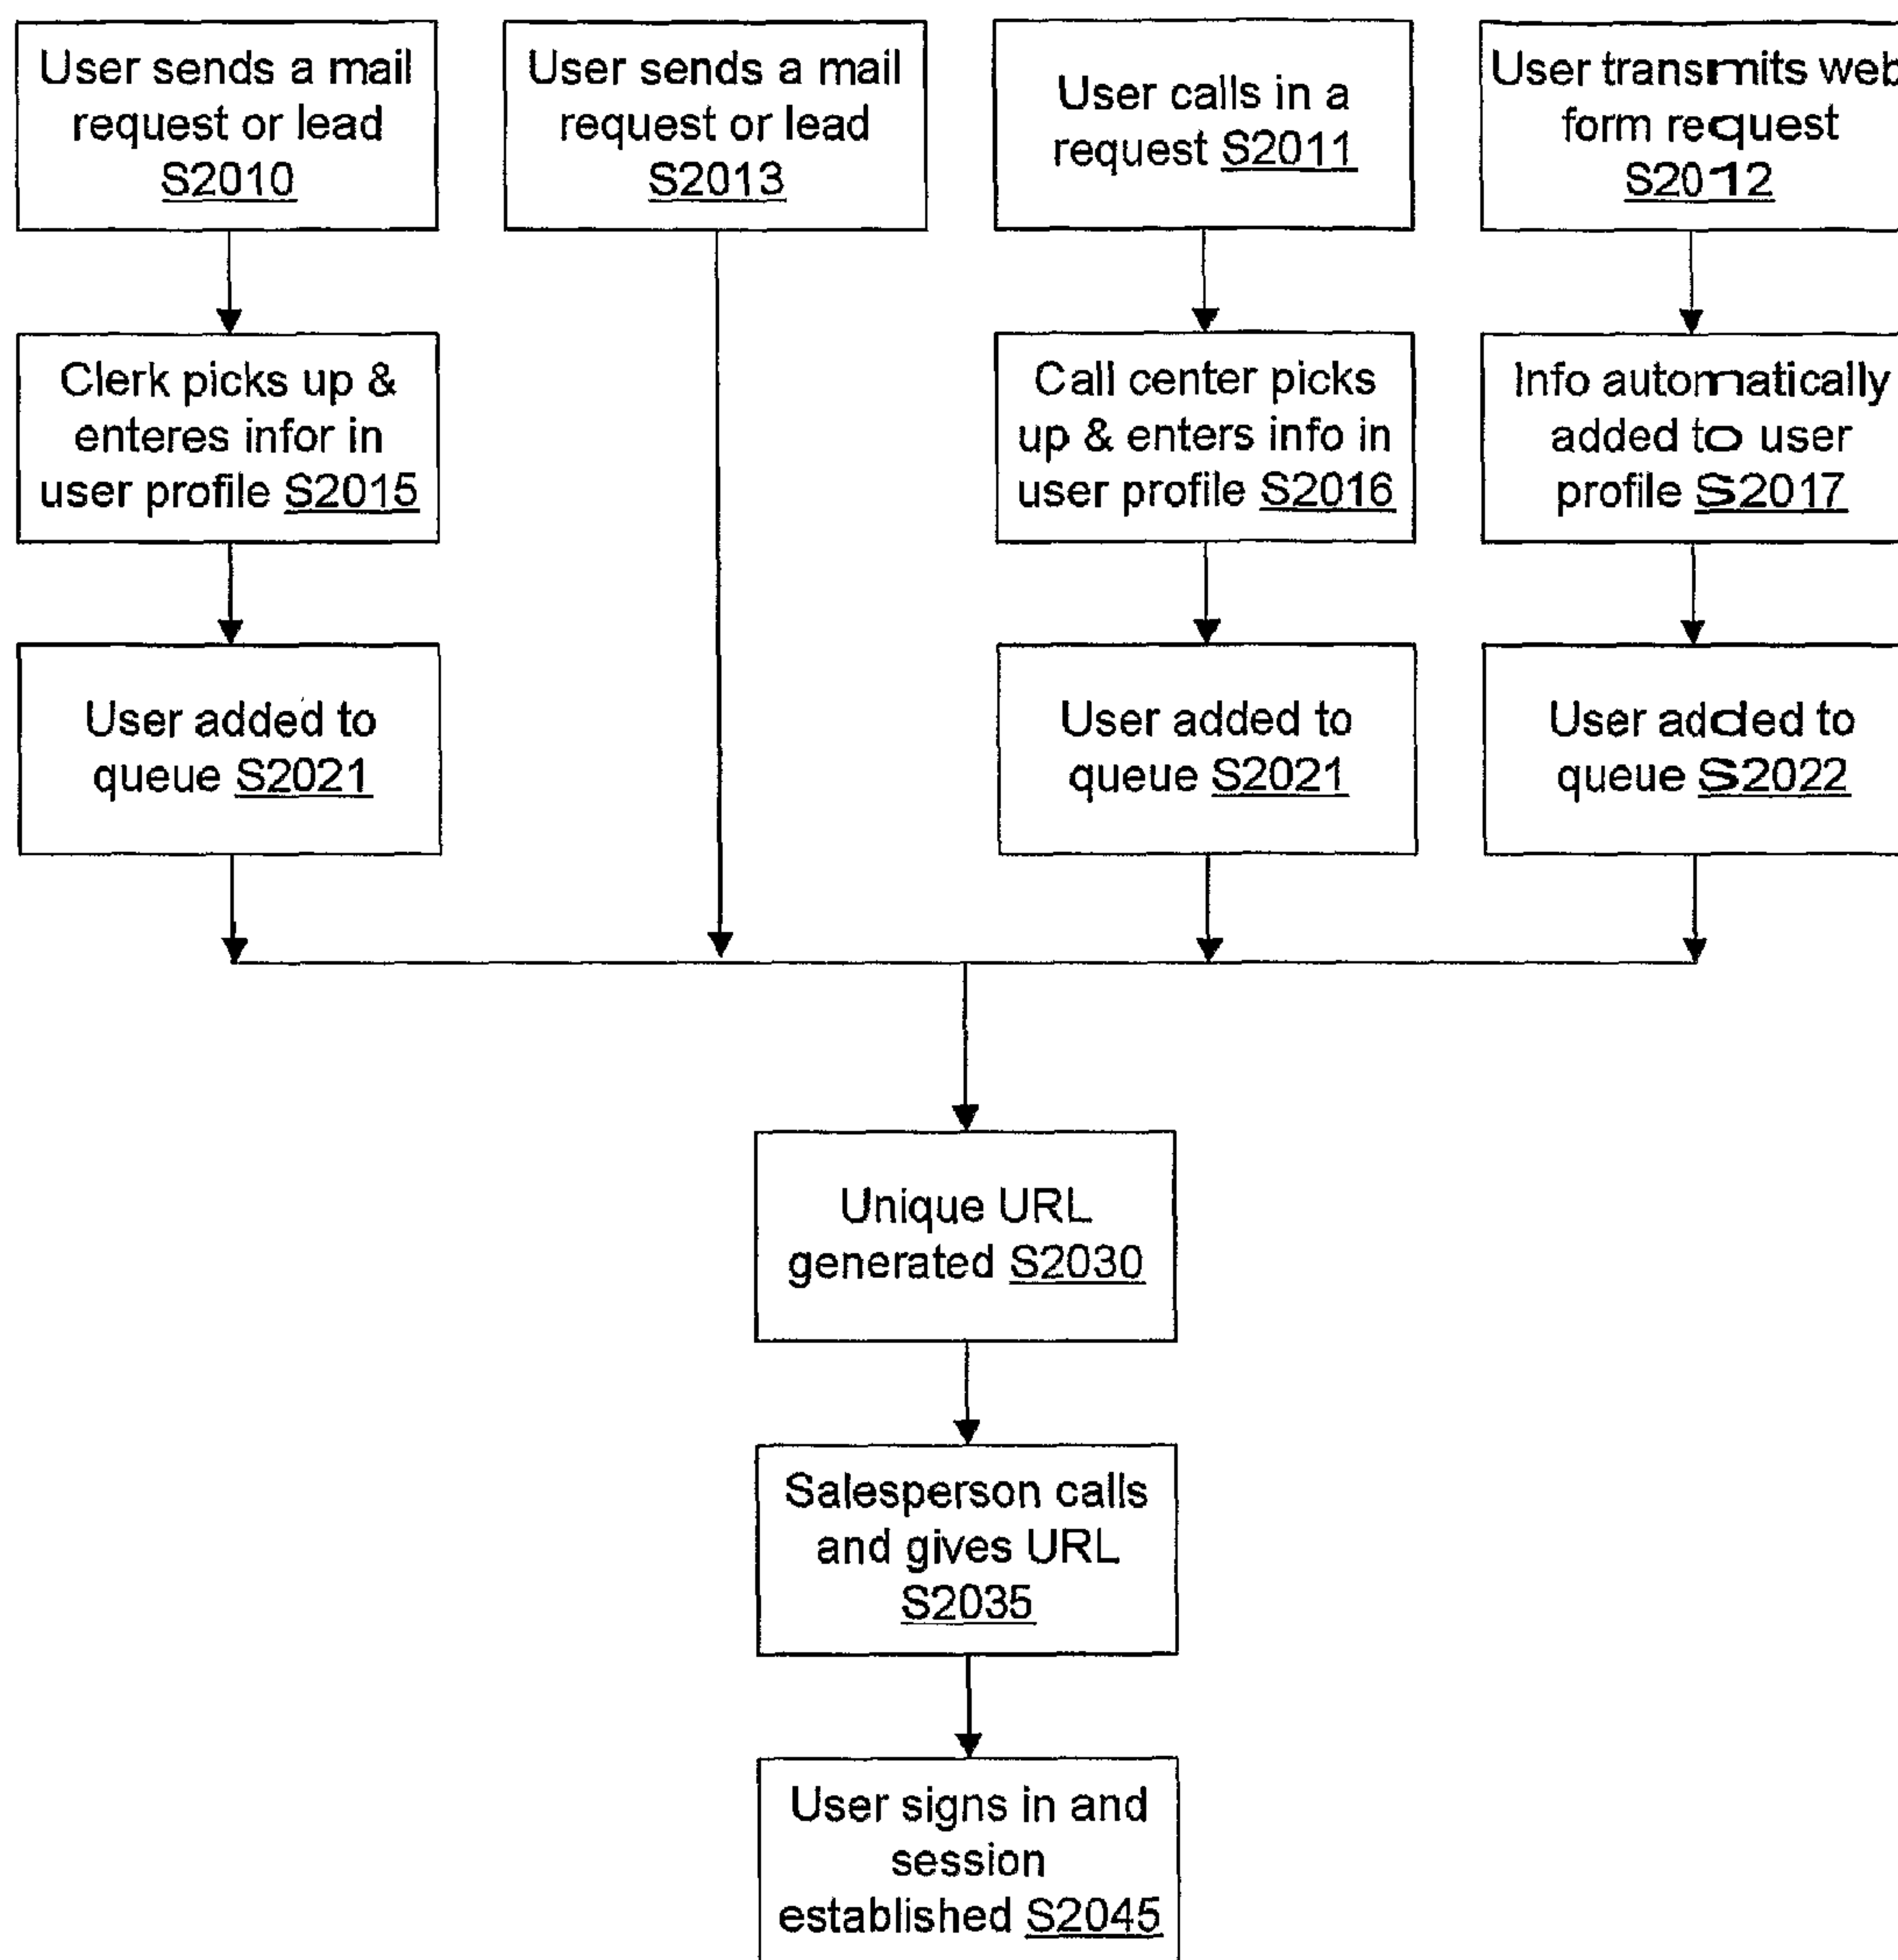 User sends a mail
request or lead
S2010
User sends a mail
request or lead
S2013
User calls in a
request S2011
User transmits web
form request
S2012
Clerk picks up &
enteres infor in
user profile S2015
Call center picks
up & enters info in
user profile S2016
Info automatically
added to user
profile S2017
User added to
queue S2021
User added to
queue S2021
User added to
queue S2022
Unique URL
generated S2030
Salesperson calls
and gives URL
S2035
User signs in and
session
established S2045